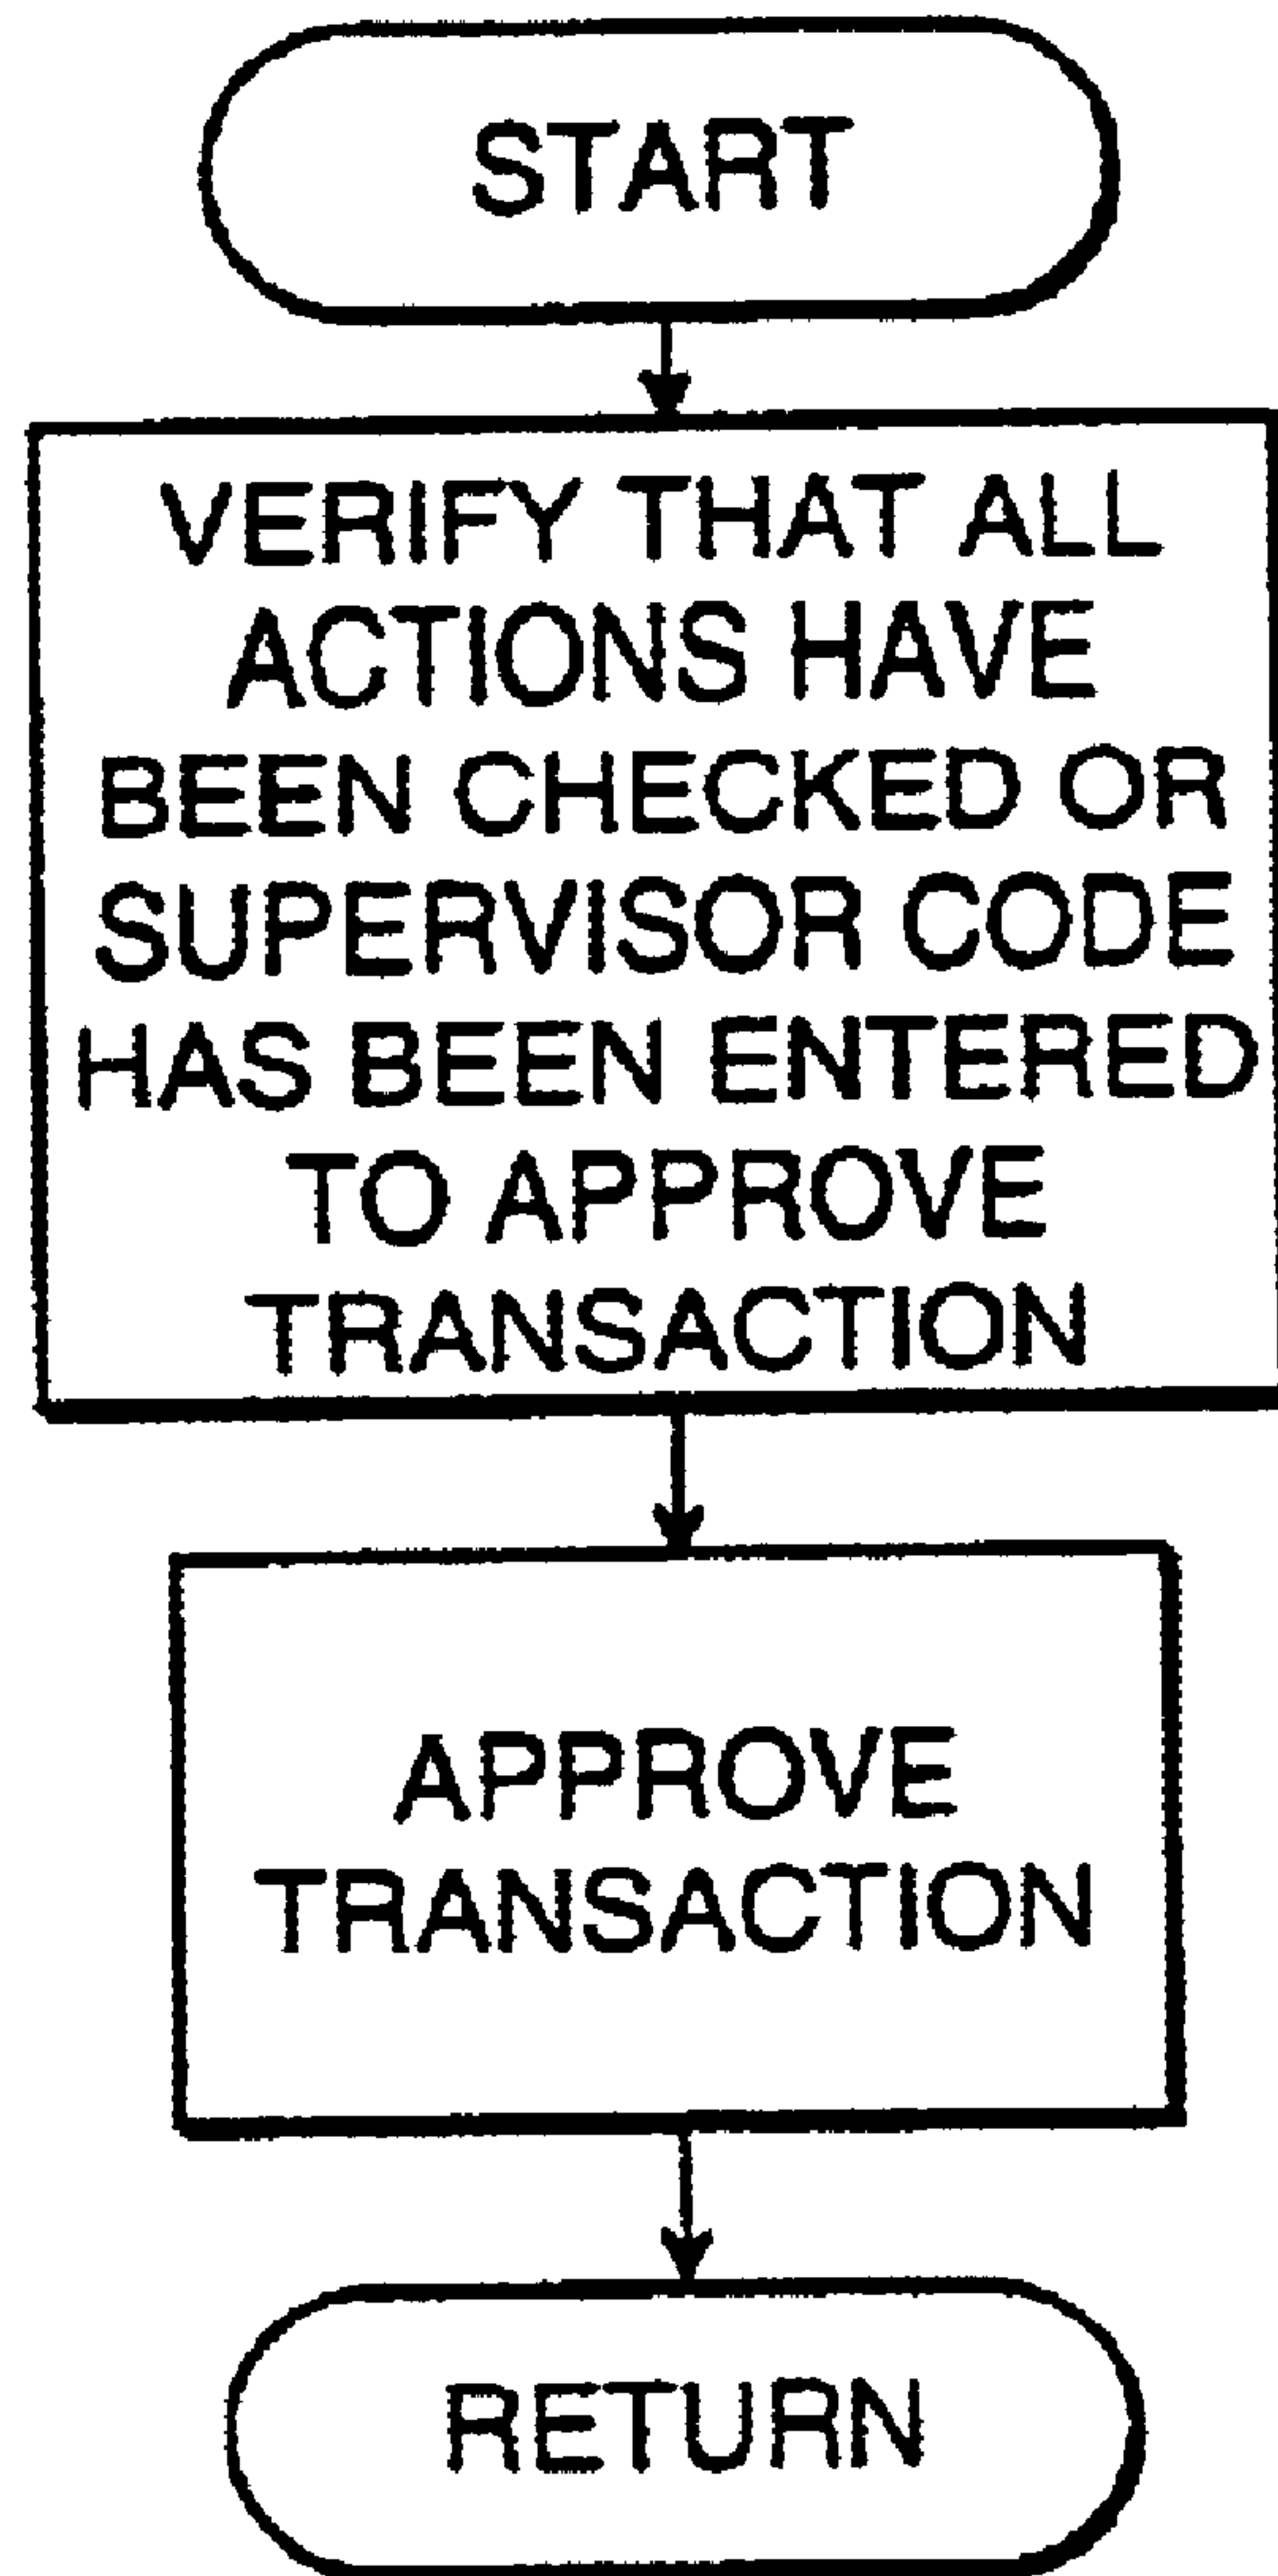 START
VERIFY THAT ALL
ACTIONS HAVE
BEEN CHECKED OR
SUPERVISOR CODE
HAS BEEN ENTERED
TO APPROVE
TRANSACTION
APPROVE
TRANSACTION
RETURN